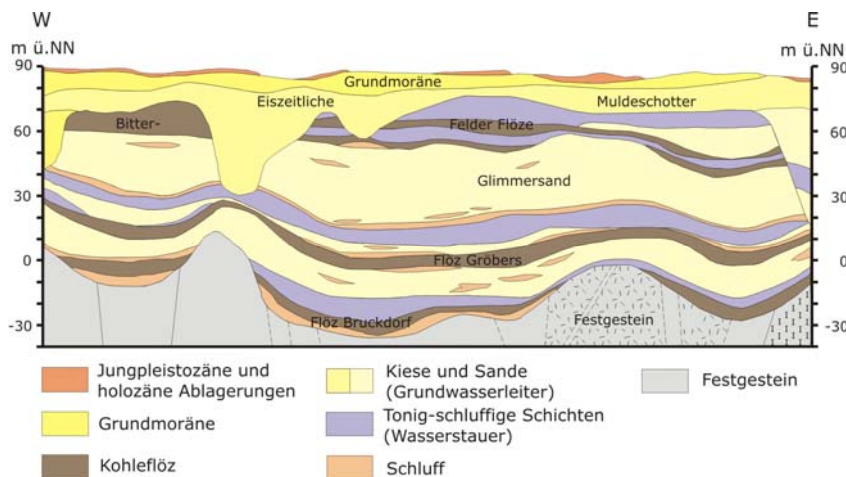 W
E
m ü.NN
m ü.NN
90
90
60
60
30
30
0
0
-30
-30
Grundmoräne
Eiszeitliche
Muldeschotter
Bitter-
Felder Flöze
Glimmersand
Flöz Gröbers
Flöz Bruckdorf
Festgestein
Jungpleistozäne und
holozäne Ablagerungen
Kiese und Sande
(Grundwasserleiter)
Festgestein
Grundmoräne
Tonig-schluffige Schichten
(Wasserstauer)
Kohleflöz
Schluff